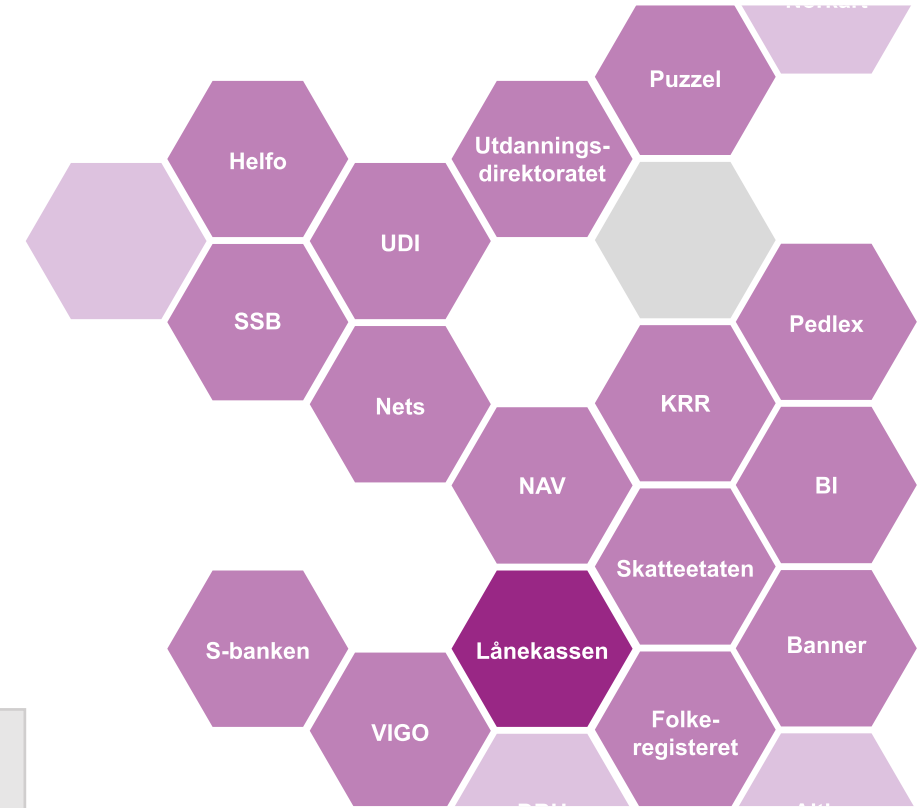 Puzzel
Utdannings-
direktoratet
Helfo
UDI
SSB
Pedlex
Nets
KRR
NAV
BI
Skatteetaten
S-banken
Lånekassen
Banner
VIGO
Folke-
registeret